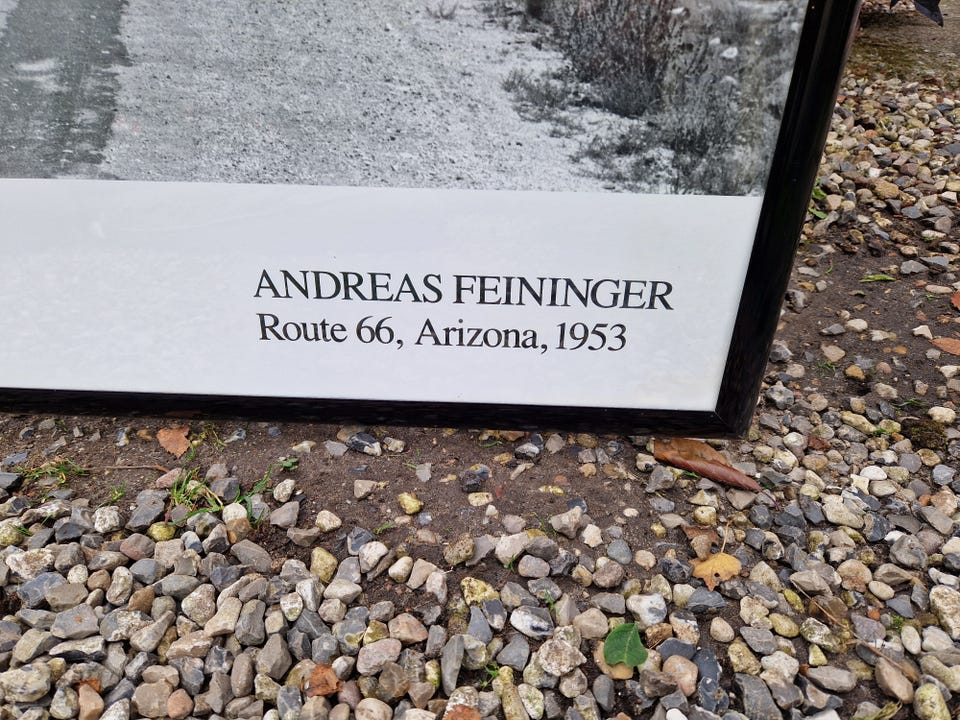 ANDREAS FEININGER
Route 66, Arizona, 1953